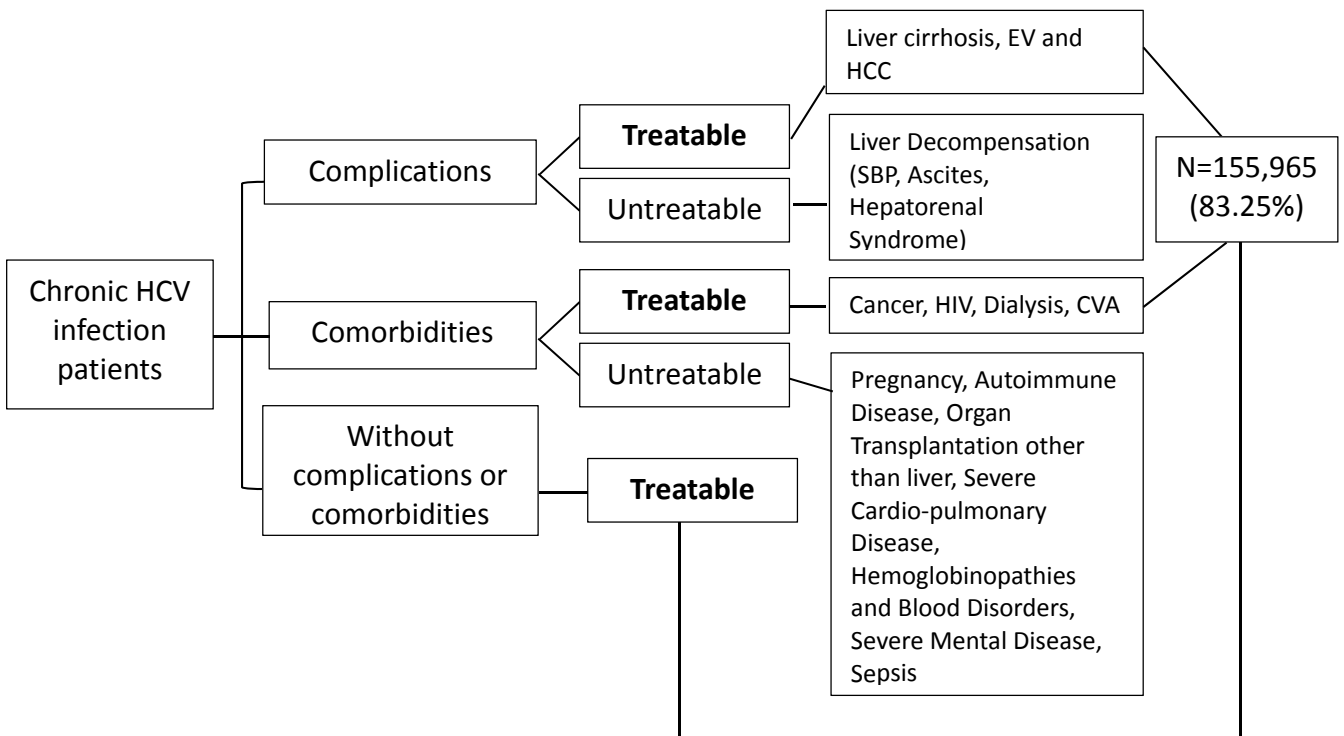 Liver cirrhosis, EV and
HCC
Treatable
Complications
Untreatable
Liver Decompensation
(SBP, Ascites,
Hepatorenal
Syndrome)
N=155,965
(83.25%)
Chronic HCV
infection
patients
Treatable
Comorbidities
Untreatable
Cancer, HIV, Dialysis, CVA
Pregnancy, Autoimmune
Disease, Organ
Transplantation other
than liver, Severe
Cardio-pulmonary
Disease,
Hemoglobinopathies
and Blood Disorders,
Severe Mental Disease,
Sepsis
Without
complications or
comorbidities
Treatable